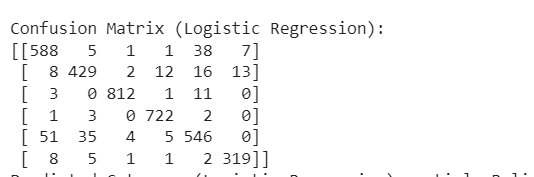 Confusion Matrix (Logistic Regression):
[[588   5   1   1  38   7]
 [  8 429   2  12  16  13]
 [  3   0 812   1  11   0]
 [  1   3   0 722   2   0]
 [ 51  35   4   5 546   0]
 [  8   5   1   1   2 319]]